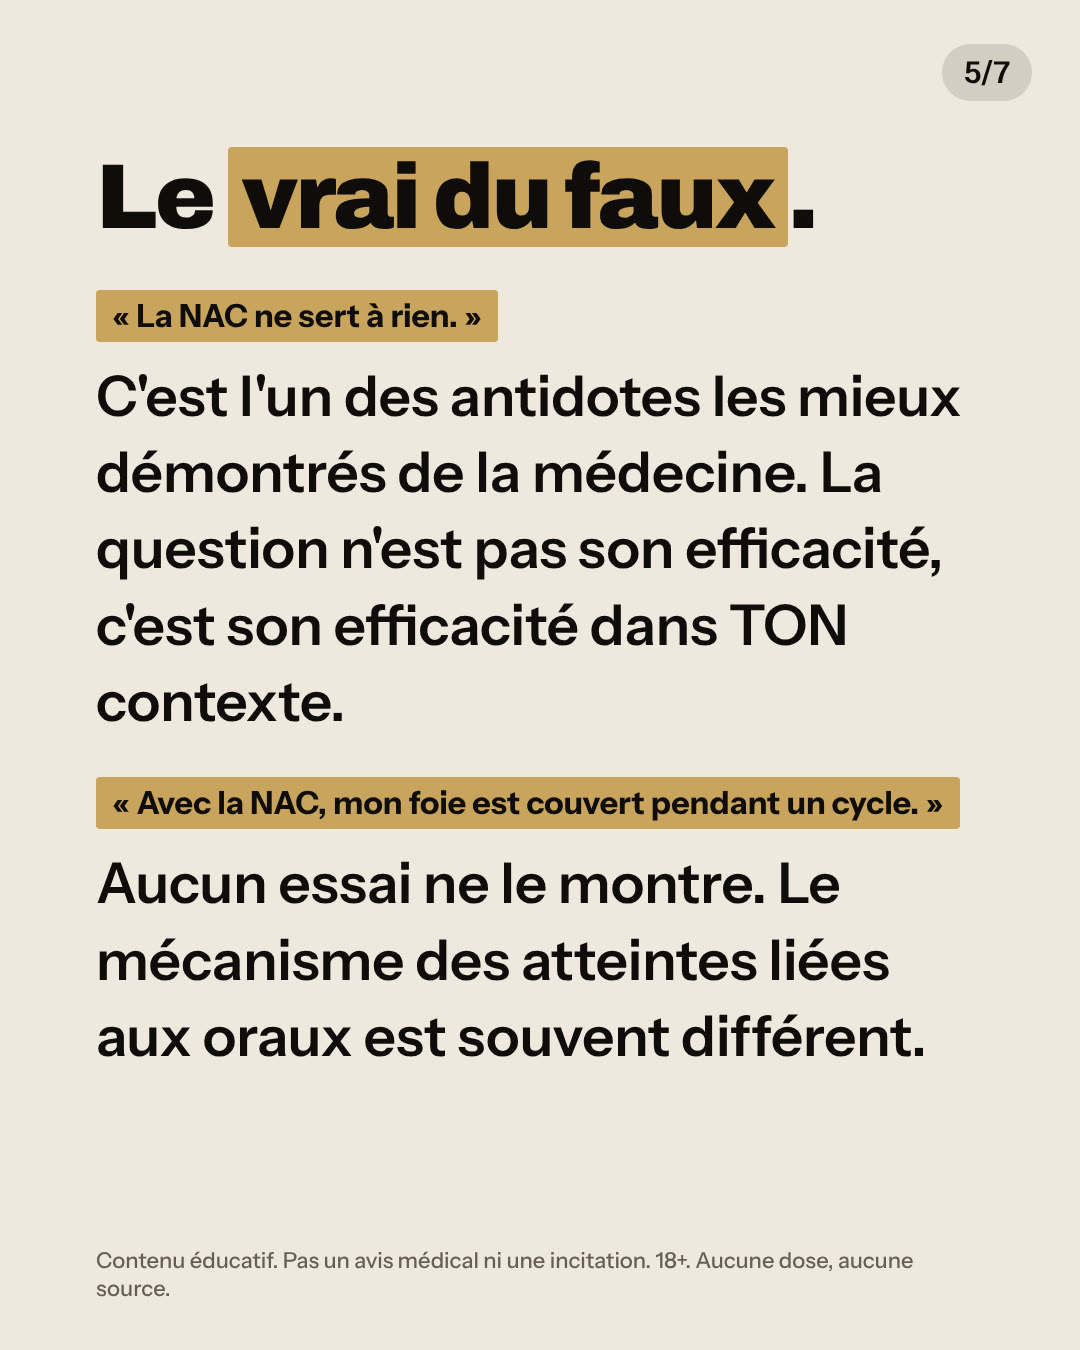 5/7
Le vrai du faux.
« La NAC ne sert à rien. »
C'est l'un des antidotes les mieux
démontrés de la médecine. La
question n'est pas son efficacité,
c'est son efficacité dans TON
contexte.
« Avec la NAC, mon foie est couvert pendant un cycle. »
Aucun essai ne le montre. Le
mécanisme des atteintes liées
aux oraux est souvent différent.
Contenu éducatif. Pas un avis médical ni une incitation. 18+. Aucune dose, aucune
source.